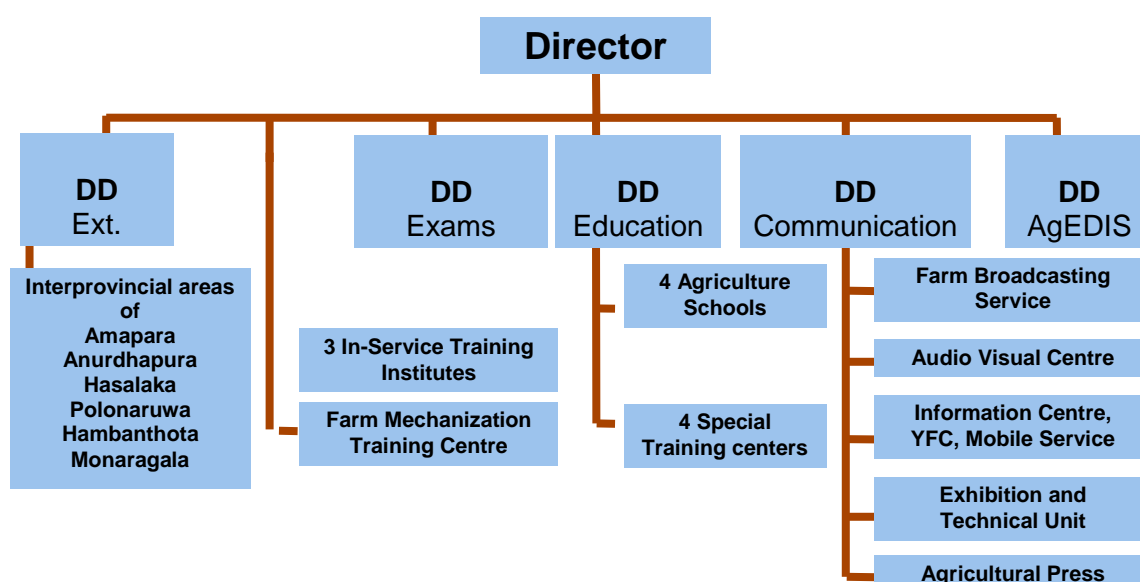 Director
DD
Ext.
DD
Exams
DD
Education
DD
Communication
DD
AgEDIS
Interprovincial areas
of
Amapara
Anurdhapura
Hasalaka
Polonaruwa
Hambanthota
Monaragala
3 In-Service Training
Institutes
Farm Mechanization
Training Centre
4 Agriculture
Schools
4 Special
Training centers
Farm Broadcasting
Service
Audio Visual Centre
Information Centre,
YFC, Mobile Service
Exhibition and
Technical Unit
Agricultural Press